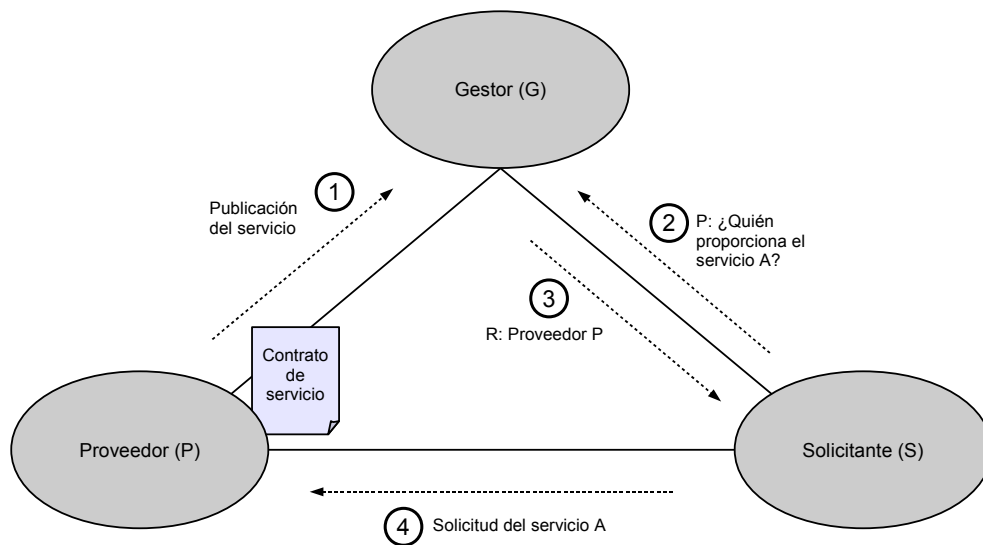 Gestor (G)
1
Publicación
del servicio
2
P: ¿Quién
proporciona el
servicio A?
3
R: Proveedor P
Contrato
de
servicio
Proveedor (P)
Solicitante (S)
4
Solicitud del servicio A